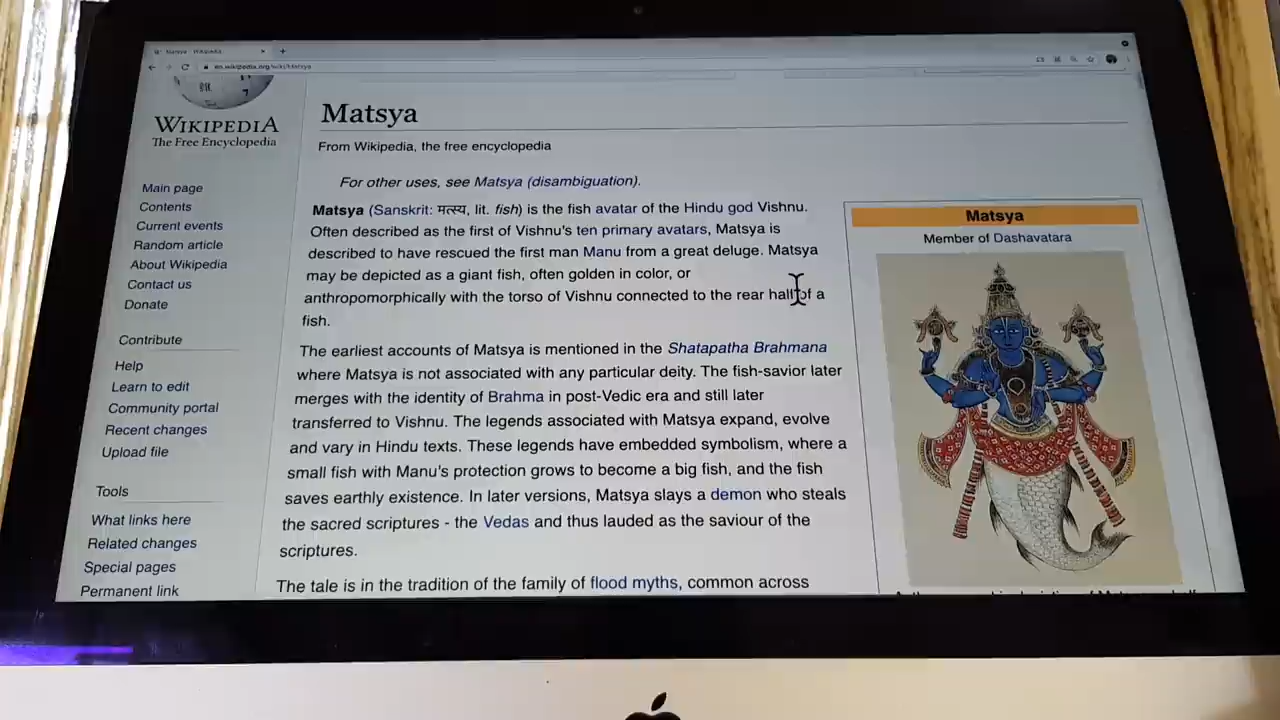 Matsya - Wikipedia
en.wikipedia.org/wiki/Matsya
WIKIPEDIA
The Free Encyclopedia
Main page
Contents
Current events
Random article
About Wikipedia
Contact us
Donate
Contribute
Help
Learn to edit
Community portal
Recent changes
Upload file
Tools
What links here
Related changes
Special pages
Permanent link
Matsya
From Wikipedia, the free encyclopedia
For other uses, see Matsya (disambiguation).
Matsya (Sanskrit: मत्स्य, lit. fish) is the fish avatar of the Hindu god Vishnu.
Often described as the first of Vishnu's ten primary avatars, Matsya is
described to have rescued the first man Manu from a great deluge. Matsya
may be depicted as a giant fish, often golden in color, or
anthropomorphically with the torso of Vishnu connected to the rear half of a
fish.
The earliest accounts of Matsya is mentioned in the Shatapatha Brahmana
where Matsya is not associated with any particular deity. The fish-savior later
merges with the identity of Brahma in post-Vedic era and still later
transferred to Vishnu. The legends associated with Matsya expand, evolve
and vary in Hindu texts. These legends have embedded symbolism, where a
small fish with Manu's protection grows to become a big fish, and the fish
saves earthly existence. In later versions, Matsya slays a demon who steals
the sacred scriptures - the Vedas and thus lauded as the saviour of the
scriptures.
The tale is in the tradition of the family of flood myths, common across
Matsya
Member of Dashavatara